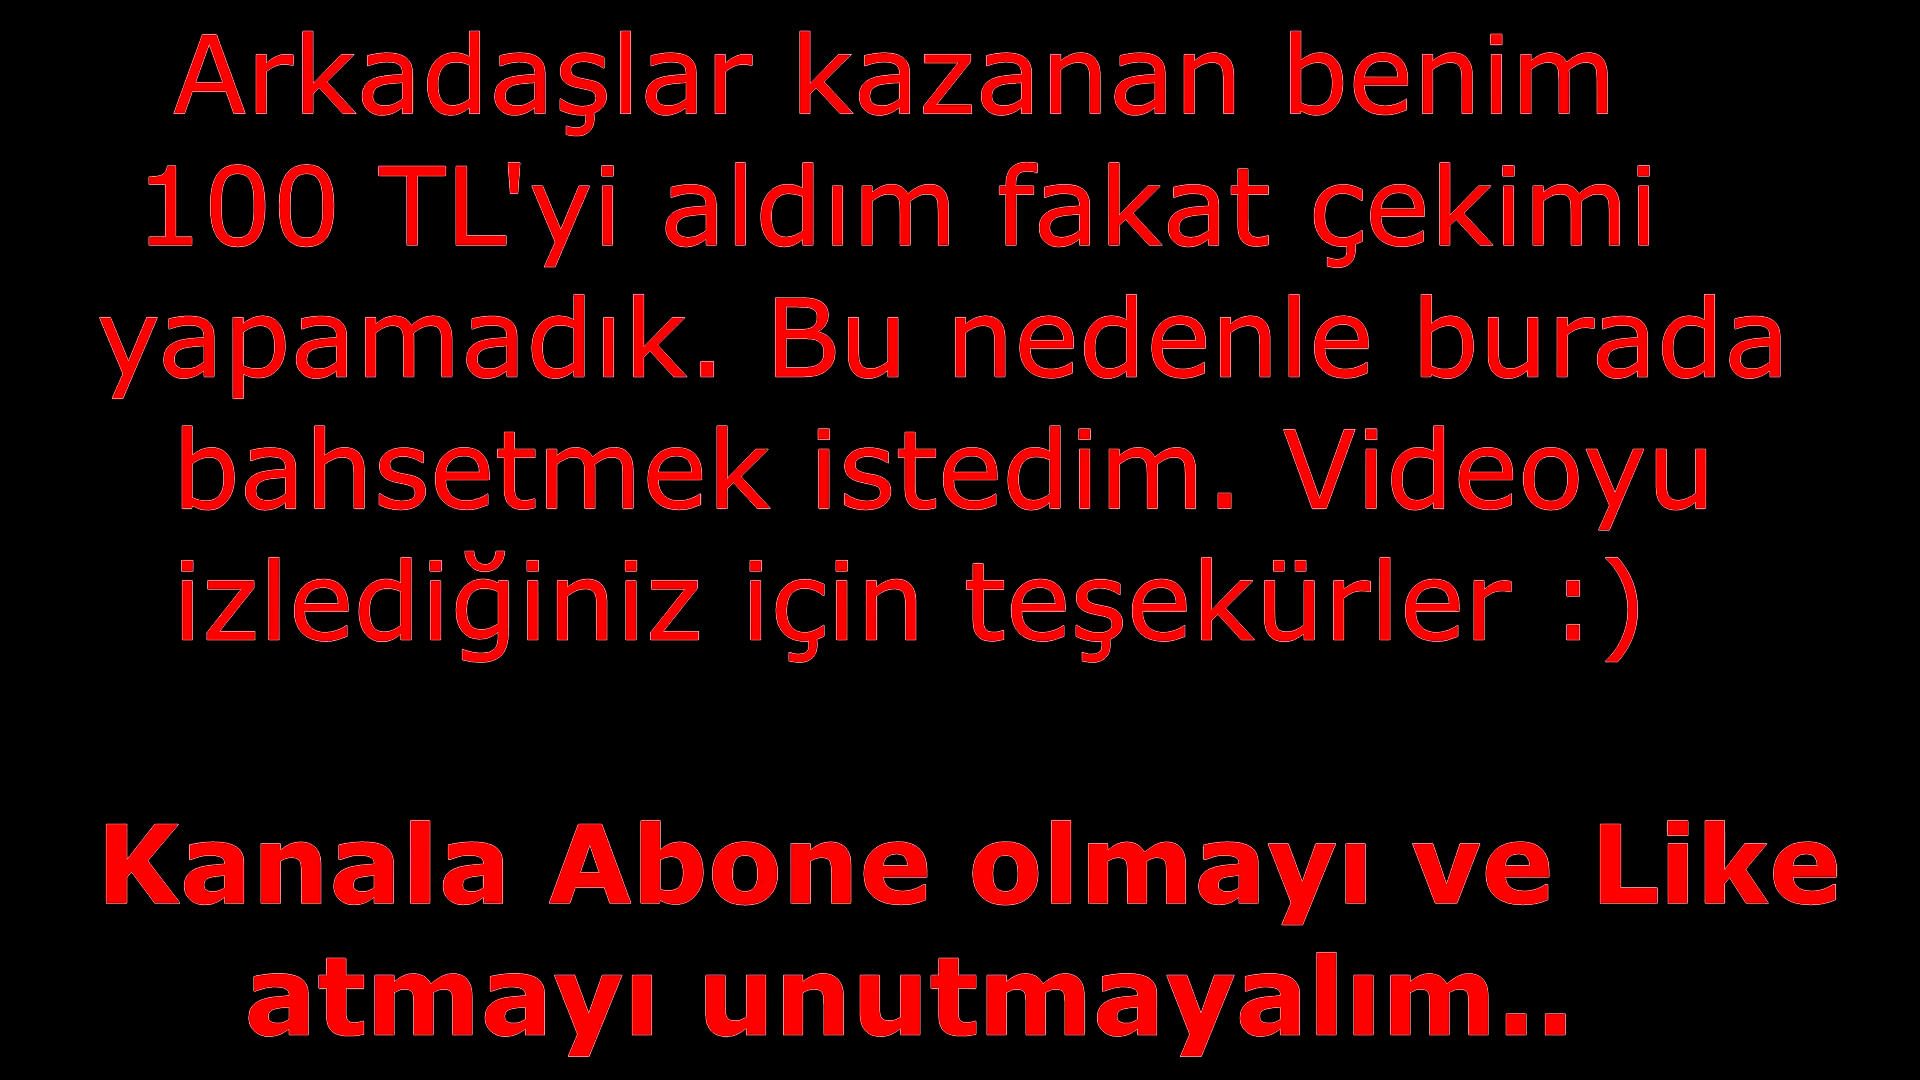 Arkadaşlar kazanan benim
100 TL'yi aldım fakat çekimi
yapamadık. Bu nedenle burada
bahsetmek istedim. Videoyu
izlediğiniz için teşekürler :)
Kanala Abone olmayı ve Like
atmayı unutmayalım..